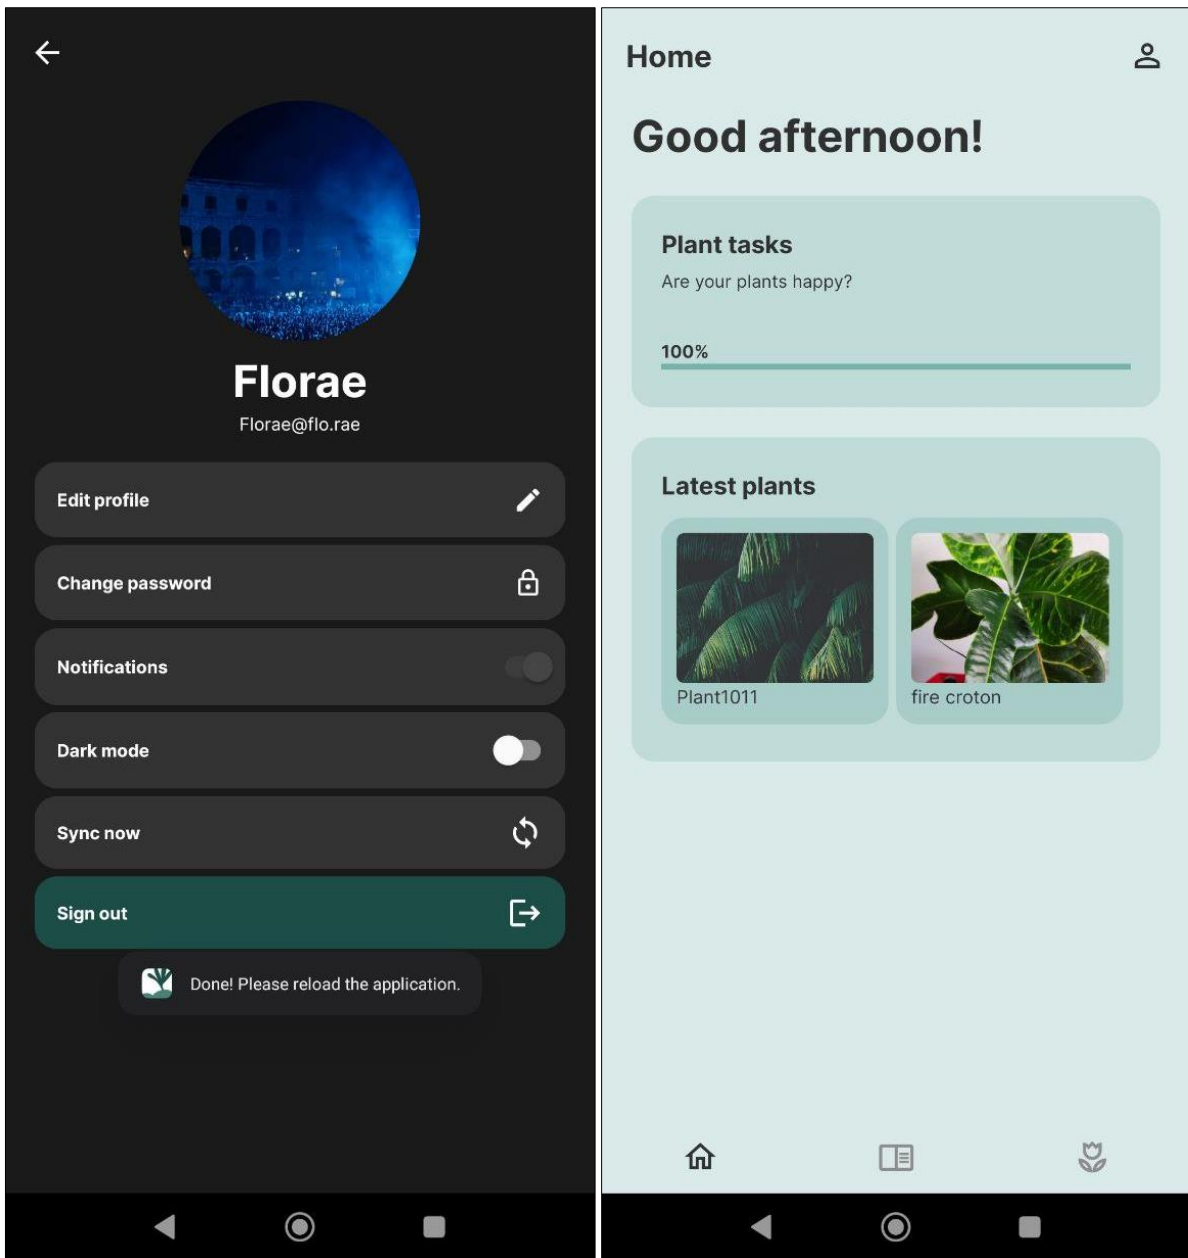 Florae
Florae@flo.rae
Edit profile
Change password
Notifications
Dark mode
Sync now
Sign out
Done! Please reload the application.
Home
Good afternoon!
Plant tasks
Are your plants happy?
100%
Latest plants
Plant1011
fire croton